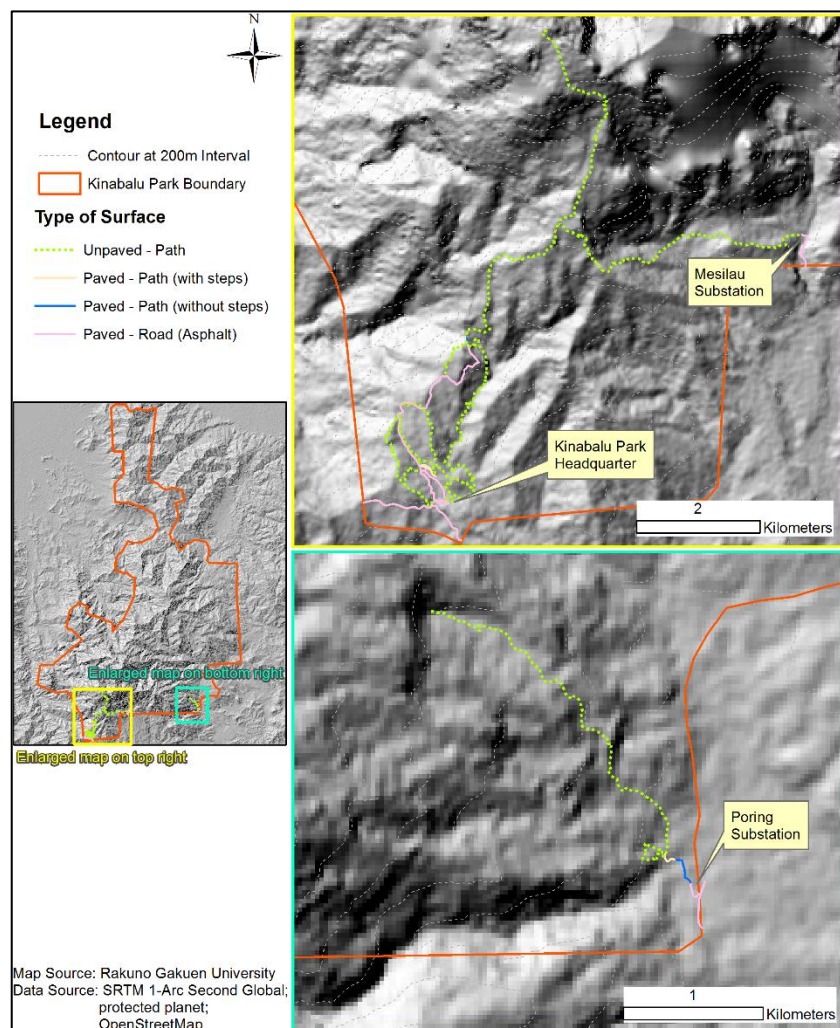 N
Legend
Contour at 200m Interval
Kinabalu Park Boundary
Type of Surface
Unpaved - Path
Paved - Path (with steps)
Paved - Path (without steps)
Paved - Road (Asphalt)
Enlarged map on bottom right
Enlarged map on top right
Map Source: Rakuno Gakuen University
Data Source: SRTM 1-Arc Second Global;
protected planet;
OpenStreetMap
Mesilau
Substation
Kinabalu Park
Headquarter
2
Kilometers
Poring
Substation
1
Kilometers